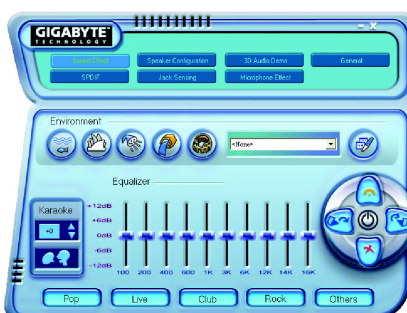 GIGABYTE
TECHNOLOGY
Sound Effect
Speaker Configuration
3D Audio Demo
General
SPDIF
Jack Sensing
Microphone Effect
Environment
<None>
Equalizer
Karaoke
+0
+12dB
+6dB
0dB
-6dB
-12dB
100 200 400 600 1K 3K 6K 12K 14K 16K
Pop
Live
Club
Rock
Others